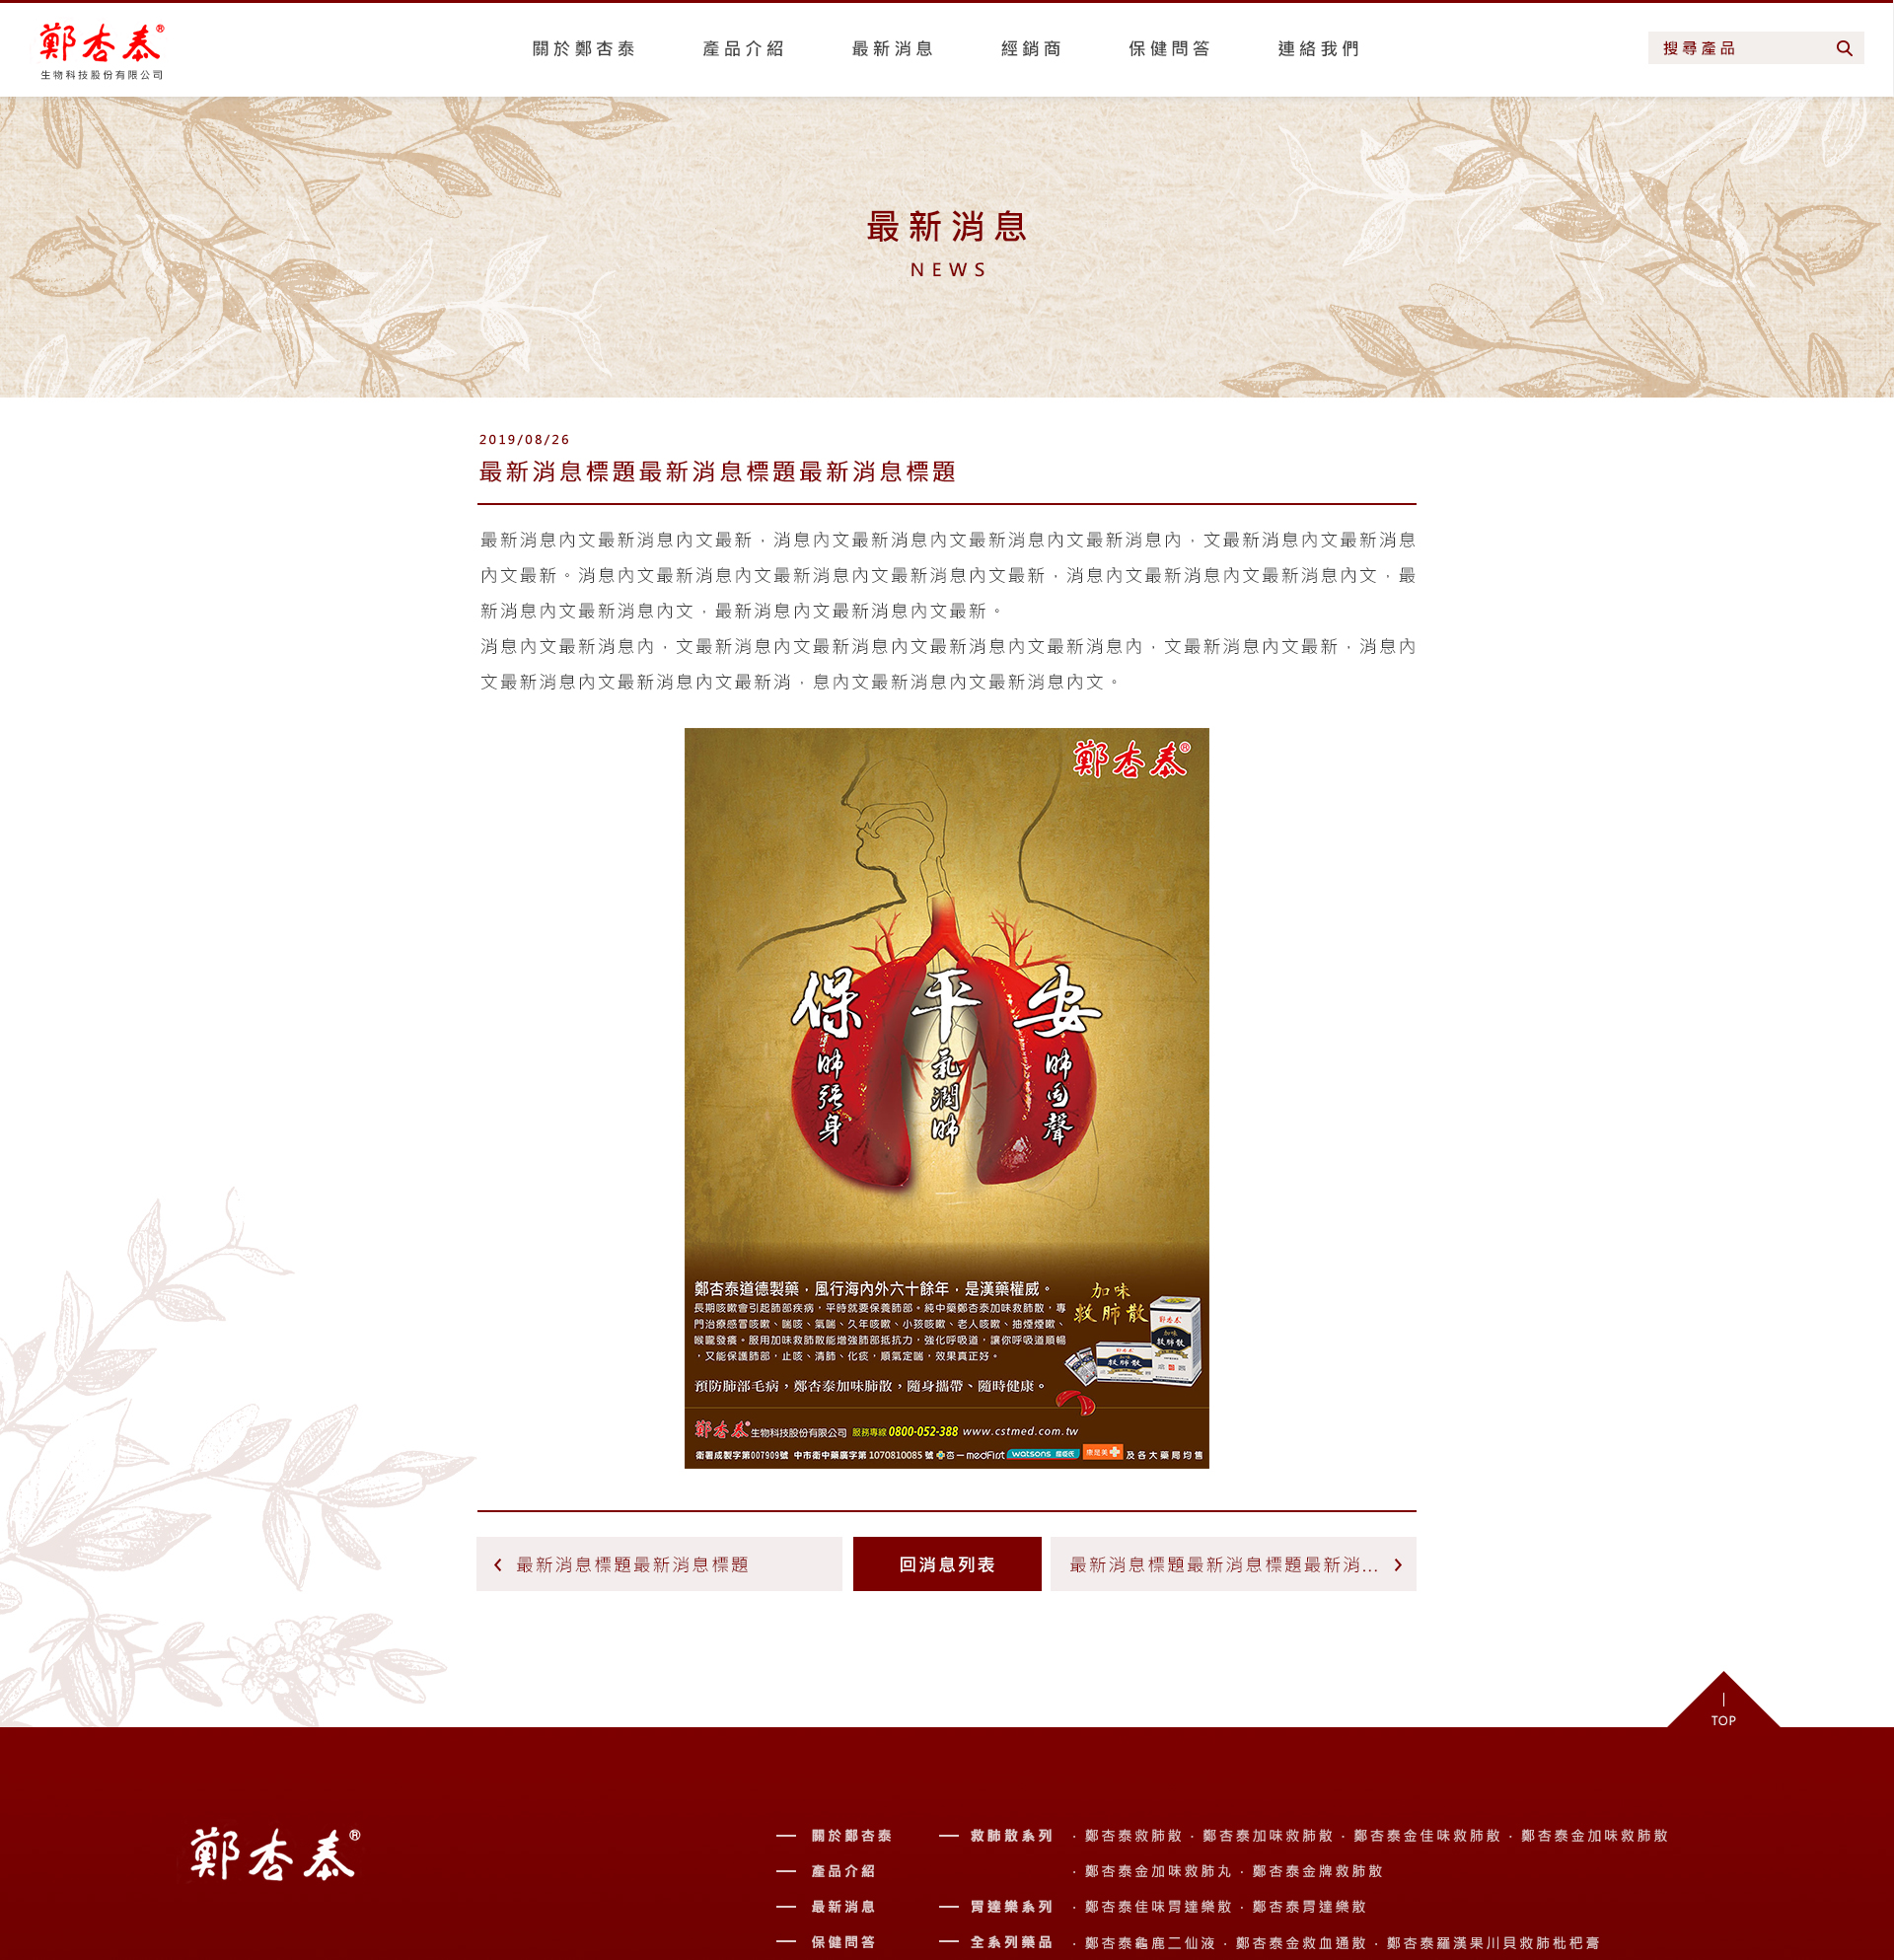 鄭杏泰®
生物科技股份有限公司
關於鄭杏泰 產品介紹 最新消息 經銷商 保健問答 連絡我們
搜尋產品
最新消息
NEWS
2019/08/26
最新消息標題最新消息標題最新消息標題
最新消息內文最新消息內文最新，消息內文最新消息內文最新消息內文最新消息內，文最新消息內文最新消息
內文最新。消息內文最新消息內文最新消息內文最新消息內文最新，消息內文最新消息內文最新消息內文，最
新消息內文最新消息內文，最新消息內文最新消息內文最新。
消息內文最新消息內，文最新消息內文最新消息內文最新消息內文最新消息內，文最新消息內文最新，消息內
文最新消息內文最新消息內文最新消，息內文最新消息內文最新消息內文。
鄭杏泰®
保 平 安
肺強身
氣潤肺
肺固聲
鄭杏泰道德製藥，風行海內外六十餘年，是漢藥權威。
長期咳嗽會引起肺部疾病，平時就要保養肺部。純中藥鄭杏泰加味救肺散，專
門治療感冒咳嗽、喘咳、氣喘、久年咳嗽、小孩咳嗽、老人咳嗽、抽煙煙嗽、
喉嚨發癢。服用加味救肺散能增強肺部抵抗力，強化呼吸道，讓你呼吸道順暢
，又能保護肺部，止咳、清肺、化痰，順氣定喘，效果真正好。
預防肺部毛病，鄭杏泰加味肺散，隨身攜帶、隨時健康。
加味
救肺散
鄭杏泰
加味
救肺散
鄭杏泰®生物科技股份有限公司 服務專線 0800-052-388 www.cstmed.com.tw
衛署成製字第007909號 中市衛中藥廣字第 1070810085 號 杏一medFirst watsons 屈臣氏 康是美 及各大藥局均售
最新消息標題最新消息標題
回消息列表
最新消息標題最新消息標題最新消...
TOP
鄭杏泰®
關於鄭杏泰
產品介紹
最新消息
保健問答
救肺散系列 · 鄭杏泰救肺散 · 鄭杏泰加味救肺散 · 鄭杏泰金佳味救肺散 · 鄭杏泰金加味救肺散
· 鄭杏泰金加味救肺丸 · 鄭杏泰金牌救肺散
胃達樂系列 · 鄭杏泰佳味胃達樂散 · 鄭杏泰胃達樂散
全系列藥品 · 鄭杏泰龜鹿二仙液 · 鄭杏泰金救血通散 · 鄭杏泰羅漢果川貝救肺枇杷膏